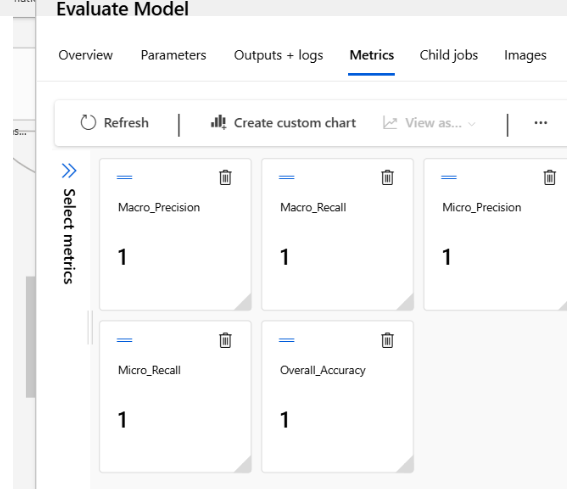 Evaluate Model
Overview Parameters Outputs + logs Metrics Child jobs Images
Refresh Create custom chart View as... ...
Select metrics
Macro_Precision Macro_Recall Micro_Precision
1 1 1
Micro_Recall Overall_Accuracy
1 1